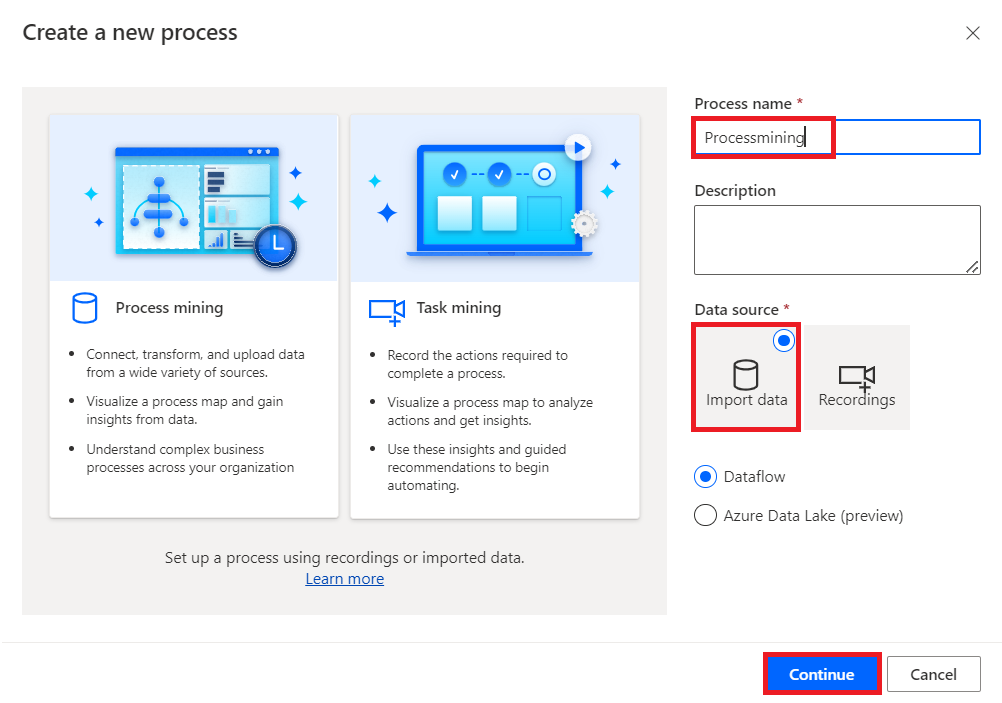 Create a new process
Process mining
• Connect, transform, and upload data
from a wide variety of sources.
• Visualize a process map and gain
insights from data.
• Understand complex business
processes across your organization
Task mining
• Record the actions required to
complete a process.
• Visualize a process map to analyze
actions and get insights.
• Use these insights and guided
recommendations to begin
automating.
Set up a process using recordings or imported data.
Learn more
Process name *
Processmining
Description
Data source *
Import data
Recordings
Dataflow
Azure Data Lake (preview)
Continue
Cancel